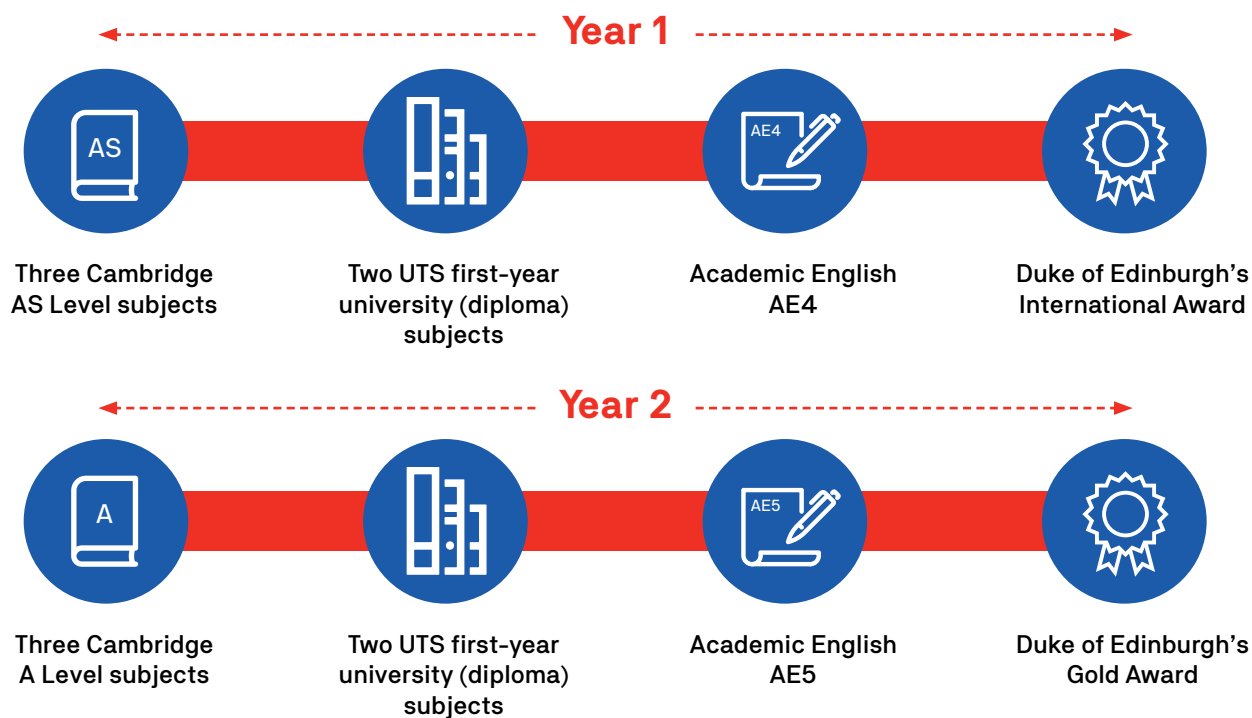 Year 1
AS
AE4
Three Cambridge
AS Level subjects
Two UTS first-year
university (diploma)
subjects
Academic English
AE4
Duke of Edinburgh's
International Award
Year 2
A
AE5
Three Cambridge
A Level subjects
Two UTS first-year
university (diploma)
subjects
Academic English
AE5
Duke of Edinburgh's
Gold Award